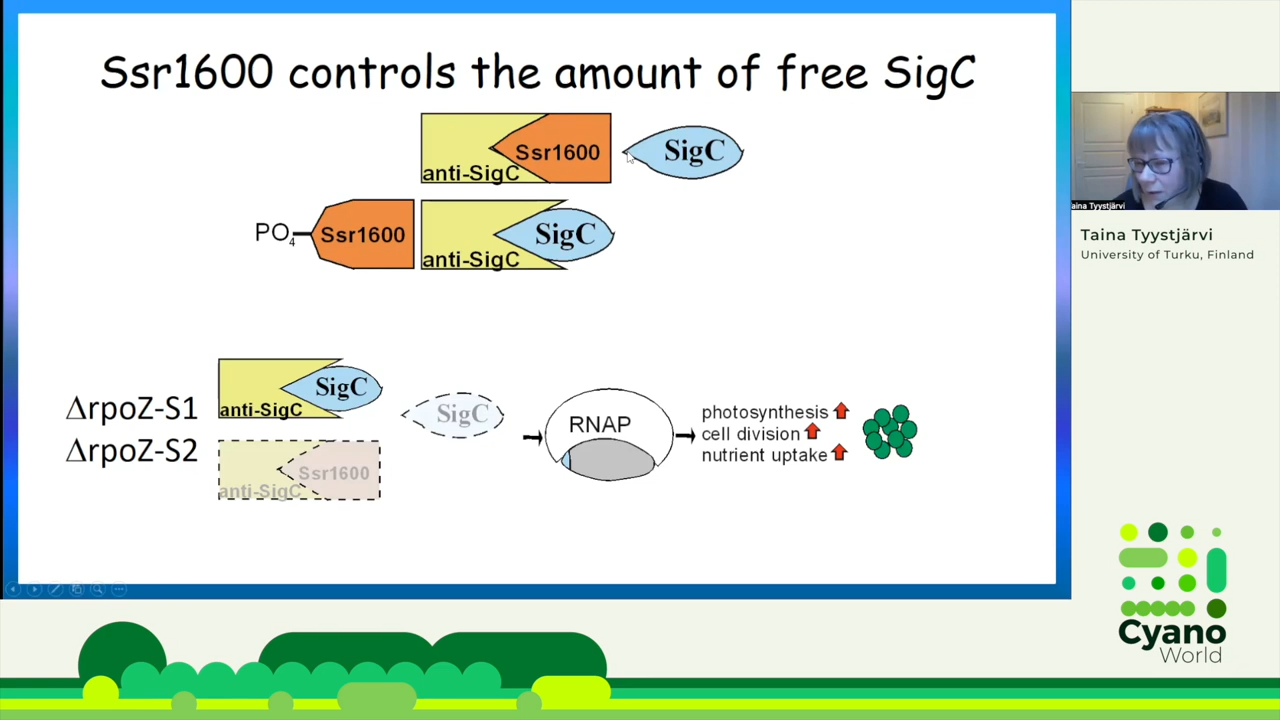 Ssr1600 controls the amount of free SigC
Ssr1600
SigC
anti-SigC
PO4
Ssr1600
SigC
anti-SigC
ΔrpoZ-S1
SigC
anti-SigC
SigC
RNAP
photosynthesis
cell division
nutrient uptake
ΔrpoZ-S2
Ssr1600
anti-SigC
Taina Tyystjärvi
Taina Tyystjärvi
University of Turku, Finland
Cyano
World